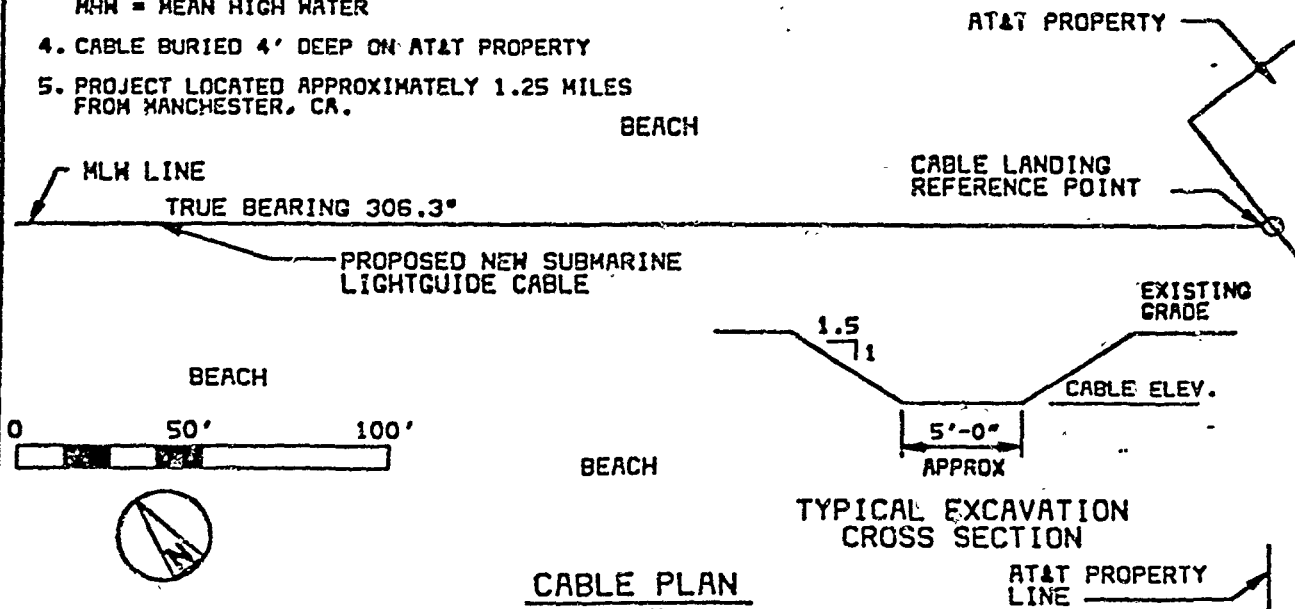 MHW = MEAN HIGH WATER
4. CABLE BURIED 4' DEEP ON AT&T PROPERTY
5. PROJECT LOCATED APPROXIMATELY 1.25 MILES
FROM MANCHESTER, CA.
AT&T PROPERTY
BEACH
MLW LINE
TRUE BEARING 306.3°
CABLE LANDING
REFERENCE POINT
PROPOSED NEW SUBMARINE
LIGHTGUIDE CABLE
EXISTING
GRADE
1.5
1
BEACH
CABLE ELEV.
0 50' 100'
5'-0"
APPROX
BEACH
TYPICAL EXCAVATION
CROSS SECTION
N
CABLE PLAN
AT&T PROPERTY
LINE